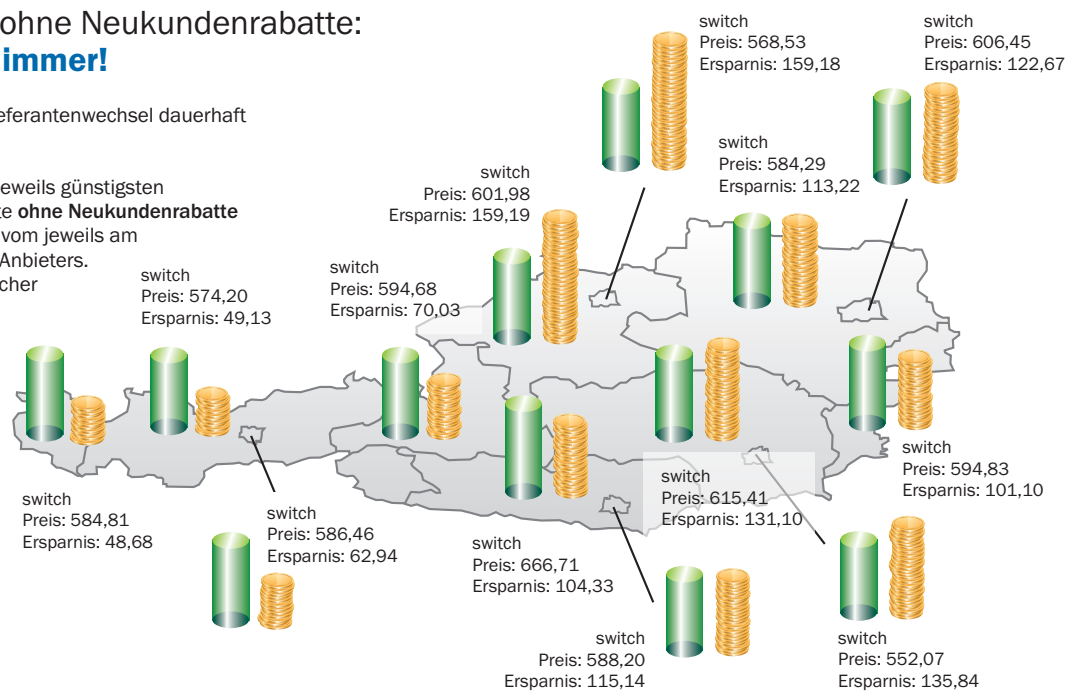 ohne Neukundenrabatte:
immer!
eferantenwechsel dauerhaft
eweils günstigsten
te ohne Neukundenrabatte
vom jeweils am
Anbieters.
cher
switch
Preis: 568,53
Ersparnis: 159,18
switch
Preis: 606,45
Ersparnis: 122,67
switch
Preis: 584,29
Ersparnis: 113,22
switch
Preis: 601,98
Ersparnis: 159,19
switch
Preis: 594,68
Ersparnis: 70,03
switch
Preis: 574,20
Ersparnis: 49,13
switch
Preis: 584,81
Ersparnis: 48,68
switch
Preis: 586,46
Ersparnis: 62,94
switch
Preis: 666,71
Ersparnis: 104,33
switch
Preis: 615,41
Ersparnis: 131,10
switch
Preis: 594,83
Ersparnis: 101,10
switch
Preis: 588,20
Ersparnis: 115,14
switch
Preis: 552,07
Ersparnis: 135,84